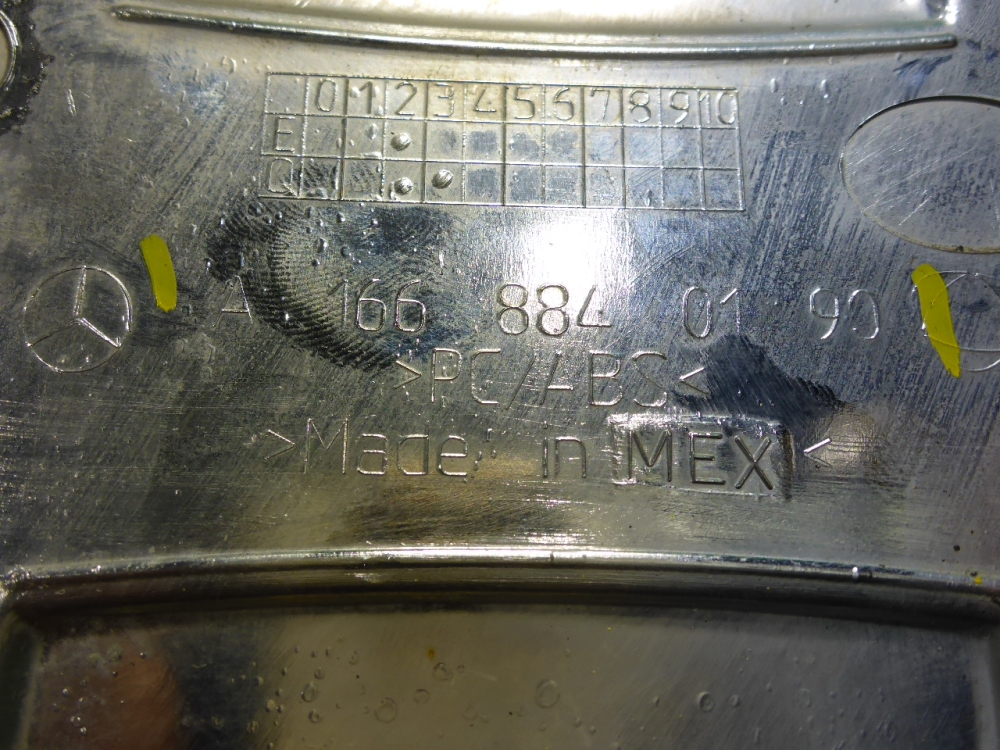 0 1 2 3 4 5 6 7 8 9 10
E
Q
A 166 884 01 90
>PC/ABS<
>Made in MEX<